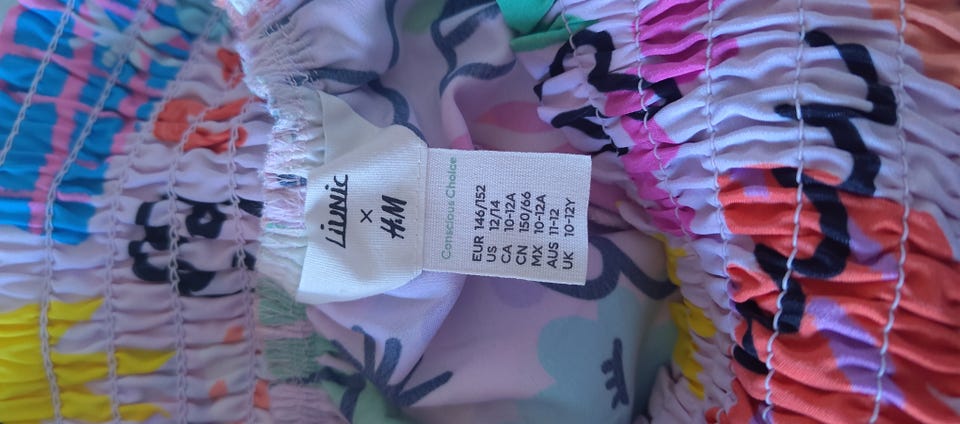 LIUNIC
×
H&M
Conscious Choice
EUR 146/152
US 12/14
CA 10-12A
CN 150/66
MX 10-12A
AUS 11-12
UK 10-12Y